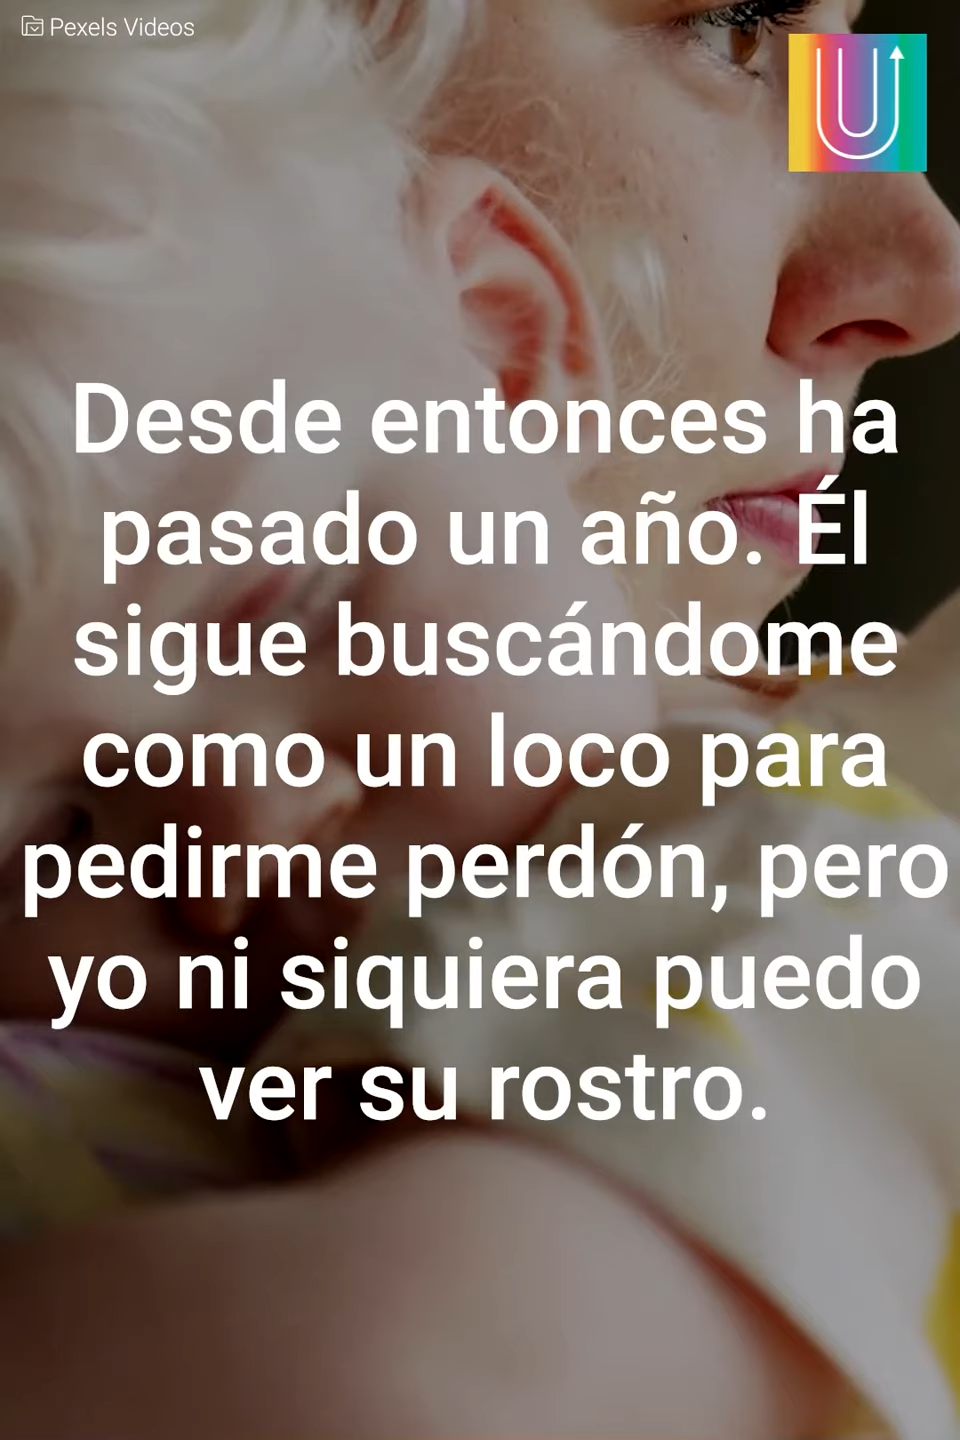 Pexels Videos
U
Desde entonces ha
pasado un año. Él
sigue buscándome
como un loco para
pedirme perdón, pero
yo ni siquiera puedo
ver su rostro.